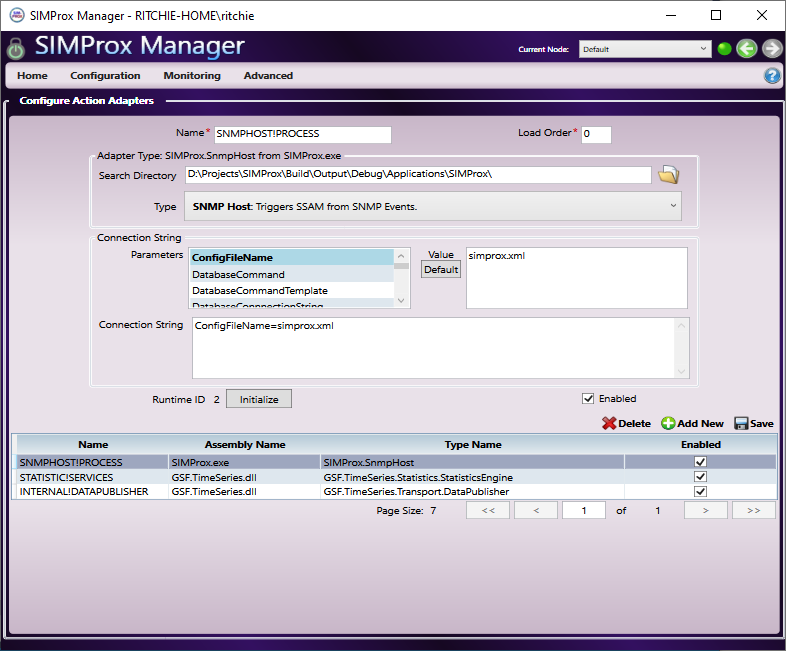 SIMProx Manager - RITCHIE-HOME\ritchie
SIMProx Manager
Current Node: Default
Home Configuration Monitoring Advanced
Configure Action Adapters
Name* SNMPHOST!PROCESS Load Order* 0
Adapter Type: SIMProx.SnmpHost from SIMProx.exe
Search Directory D:\Projects\SIMProx\Build\Output\Debug\Applications\SIMProx\
Type SNMP Host: Triggers SSAM from SNMP Events.
Connection String
Parameters ConfigFileName Value simprox.xml
DatabaseCommand Default
DatabaseCommandTemplate
DatabaseConnnectionString
Connection String ConfigFileName=simprox.xml
Runtime ID 2 Initialize Enabled
Delete Add New Save
Name Assembly Name Type Name Enabled
SNMPHOST!PROCESS SIMProx.exe SIMProx.SnmpHost
STATISTIC!SERVICES GSF.TimeSeries.dll GSF.TimeSeries.Statistics.StatisticsEngine
INTERNAL!DATAPUBLISHER GSF.TimeSeries.dll GSF.TimeSeries.Transport.DataPublisher
Page Size: 7 << < 1 of 1 > >>